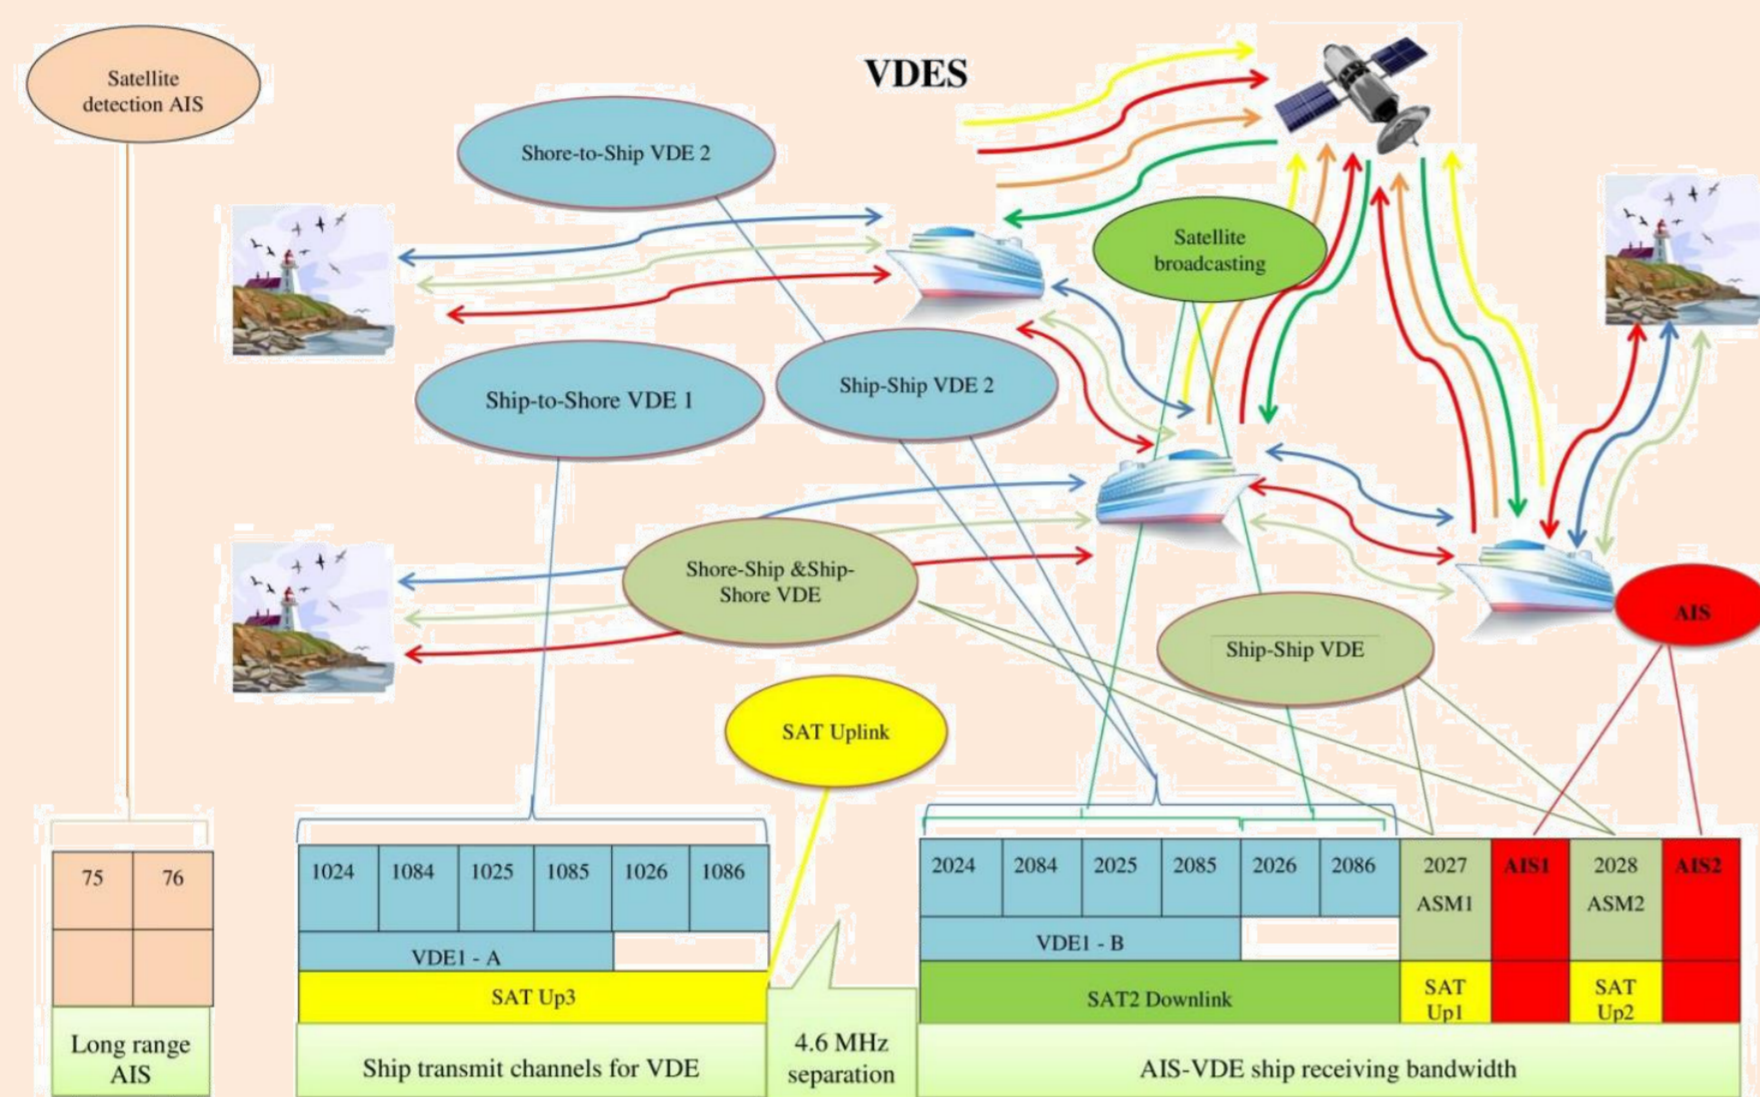 VDES
Satellite
detection AIS
Shore-to-Ship VDE 2
Satellite
broadcasting
Ship-to-Shore VDE 1
Ship-Ship VDE 2
Shore-Ship &Ship-
Shore VDE
Ship-Ship VDE
AIS
SAT Uplink
75 76
Long range
AIS
1024 1084 1025 1085 1026 1086
VDE1 - A
SAT Up3
Ship transmit channels for VDE
4.6 MHz
separation
2024 2084 2025 2085 2026 2086 2027 AIS1 2028 AIS2
ASM1 ASM2
VDE1 - B
SAT2 Downlink
SAT
Up1
SAT
Up2
AIS-VDE ship receiving bandwidth